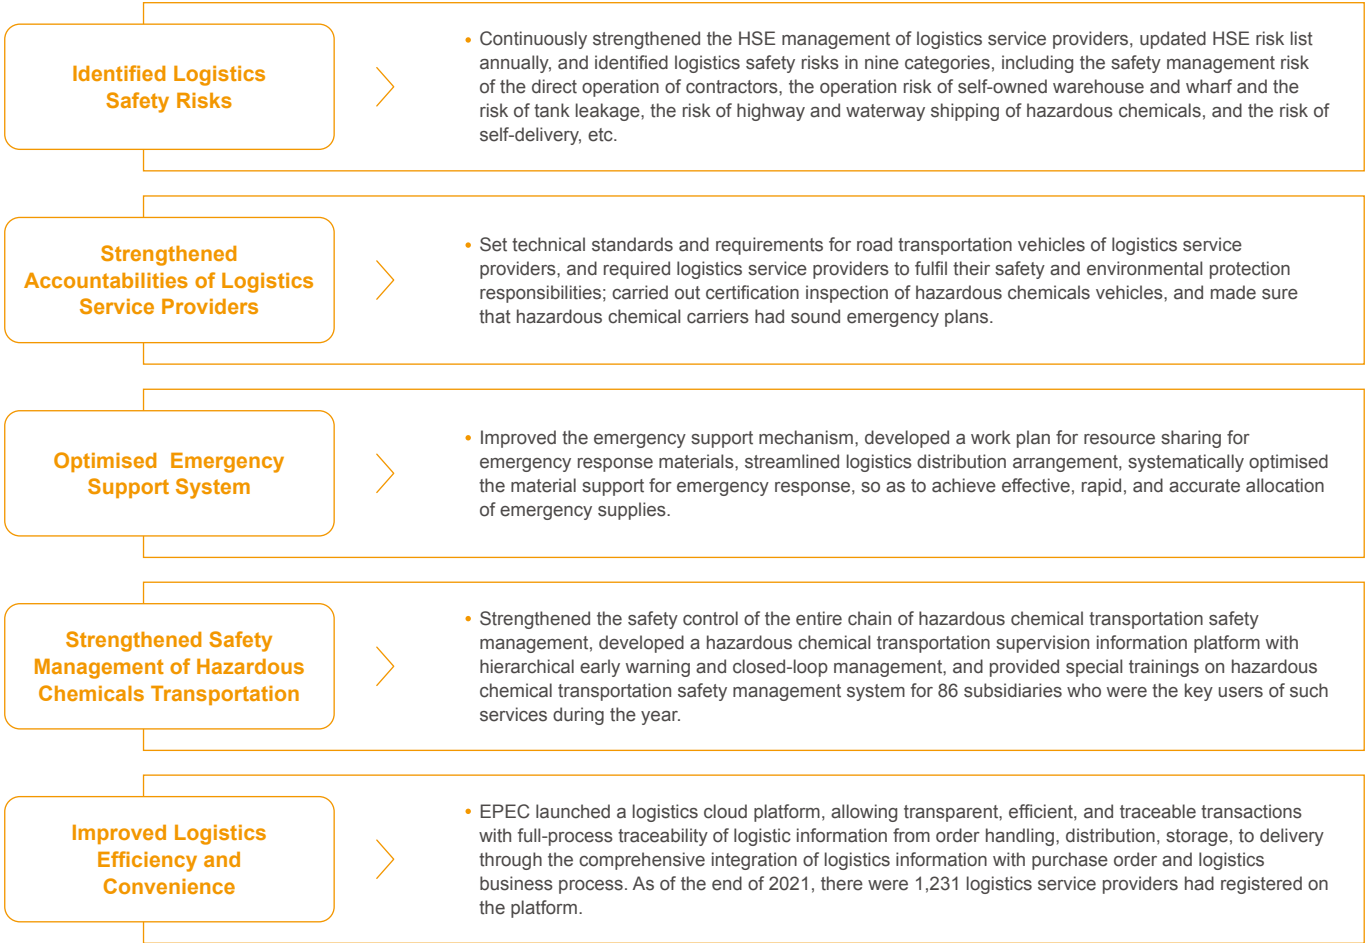 Identified Logistics
Safety Risks
• Continuously strengthened the HSE management of logistics service providers, updated HSE risk list
annually, and identified logistics safety risks in nine categories, including the safety management risk
of the direct operation of contractors, the operation risk of self-owned warehouse and wharf and the
risk of tank leakage, the risk of highway and waterway shipping of hazardous chemicals, and the risk of
self-delivery, etc.
Strengthened
Accountabilities of Logistics
Service Providers
• Set technical standards and requirements for road transportation vehicles of logistics service
providers, and required logistics service providers to fulfil their safety and environmental protection
responsibilities; carried out certification inspection of hazardous chemicals vehicles, and made sure
that hazardous chemical carriers had sound emergency plans.
Optimised Emergency
Support System
• Improved the emergency support mechanism, developed a work plan for resource sharing for
emergency response materials, streamlined logistics distribution arrangement, systematically optimised
the material support for emergency response, so as to achieve effective, rapid, and accurate allocation
of emergency supplies.
Strengthened Safety
Management of Hazardous
Chemicals Transportation
• Strengthened the safety control of the entire chain of hazardous chemical transportation safety
management, developed a hazardous chemical transportation supervision information platform with
hierarchical early warning and closed-loop management, and provided special trainings on hazardous
chemical transportation safety management system for 86 subsidiaries who were the key users of such
services during the year.
Improved Logistics
Efficiency and
Convenience
• EPEC launched a logistics cloud platform, allowing transparent, efficient, and traceable transactions
with full-process traceability of logistic information from order handling, distribution, storage, to delivery
through the comprehensive integration of logistics information with purchase order and logistics
business process. As of the end of 2021, there were 1,231 logistics service providers had registered on
the platform.